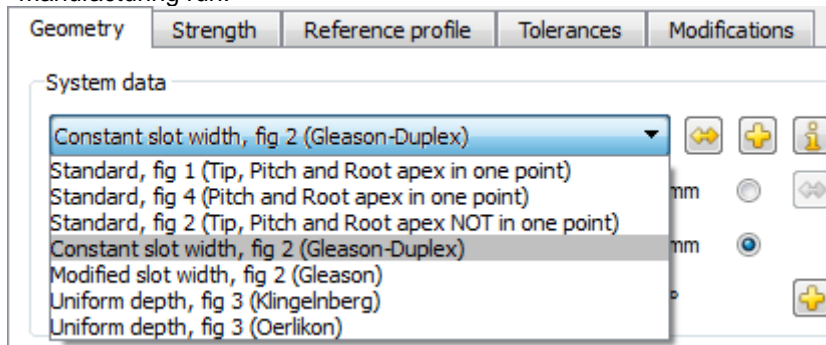 manufacturing run.
Geometry Strength Reference profile Tolerances Modifications
System data
Constant slot width, fig 2 (Gleason-Duplex)
Standard, fig 1 (Tip, Pitch and Root apex in one point)
Standard, fig 4 (Pitch and Root apex in one point)
mm
Standard, fig 2 (Tip, Pitch and Root apex NOT in one point)
Constant slot width, fig 2 (Gleason-Duplex)
mm
Modified slot width, fig 2 (Gleason)
Uniform depth, fig 3 (Klingelnberg)
°
Uniform depth, fig 3 (Oerlikon)